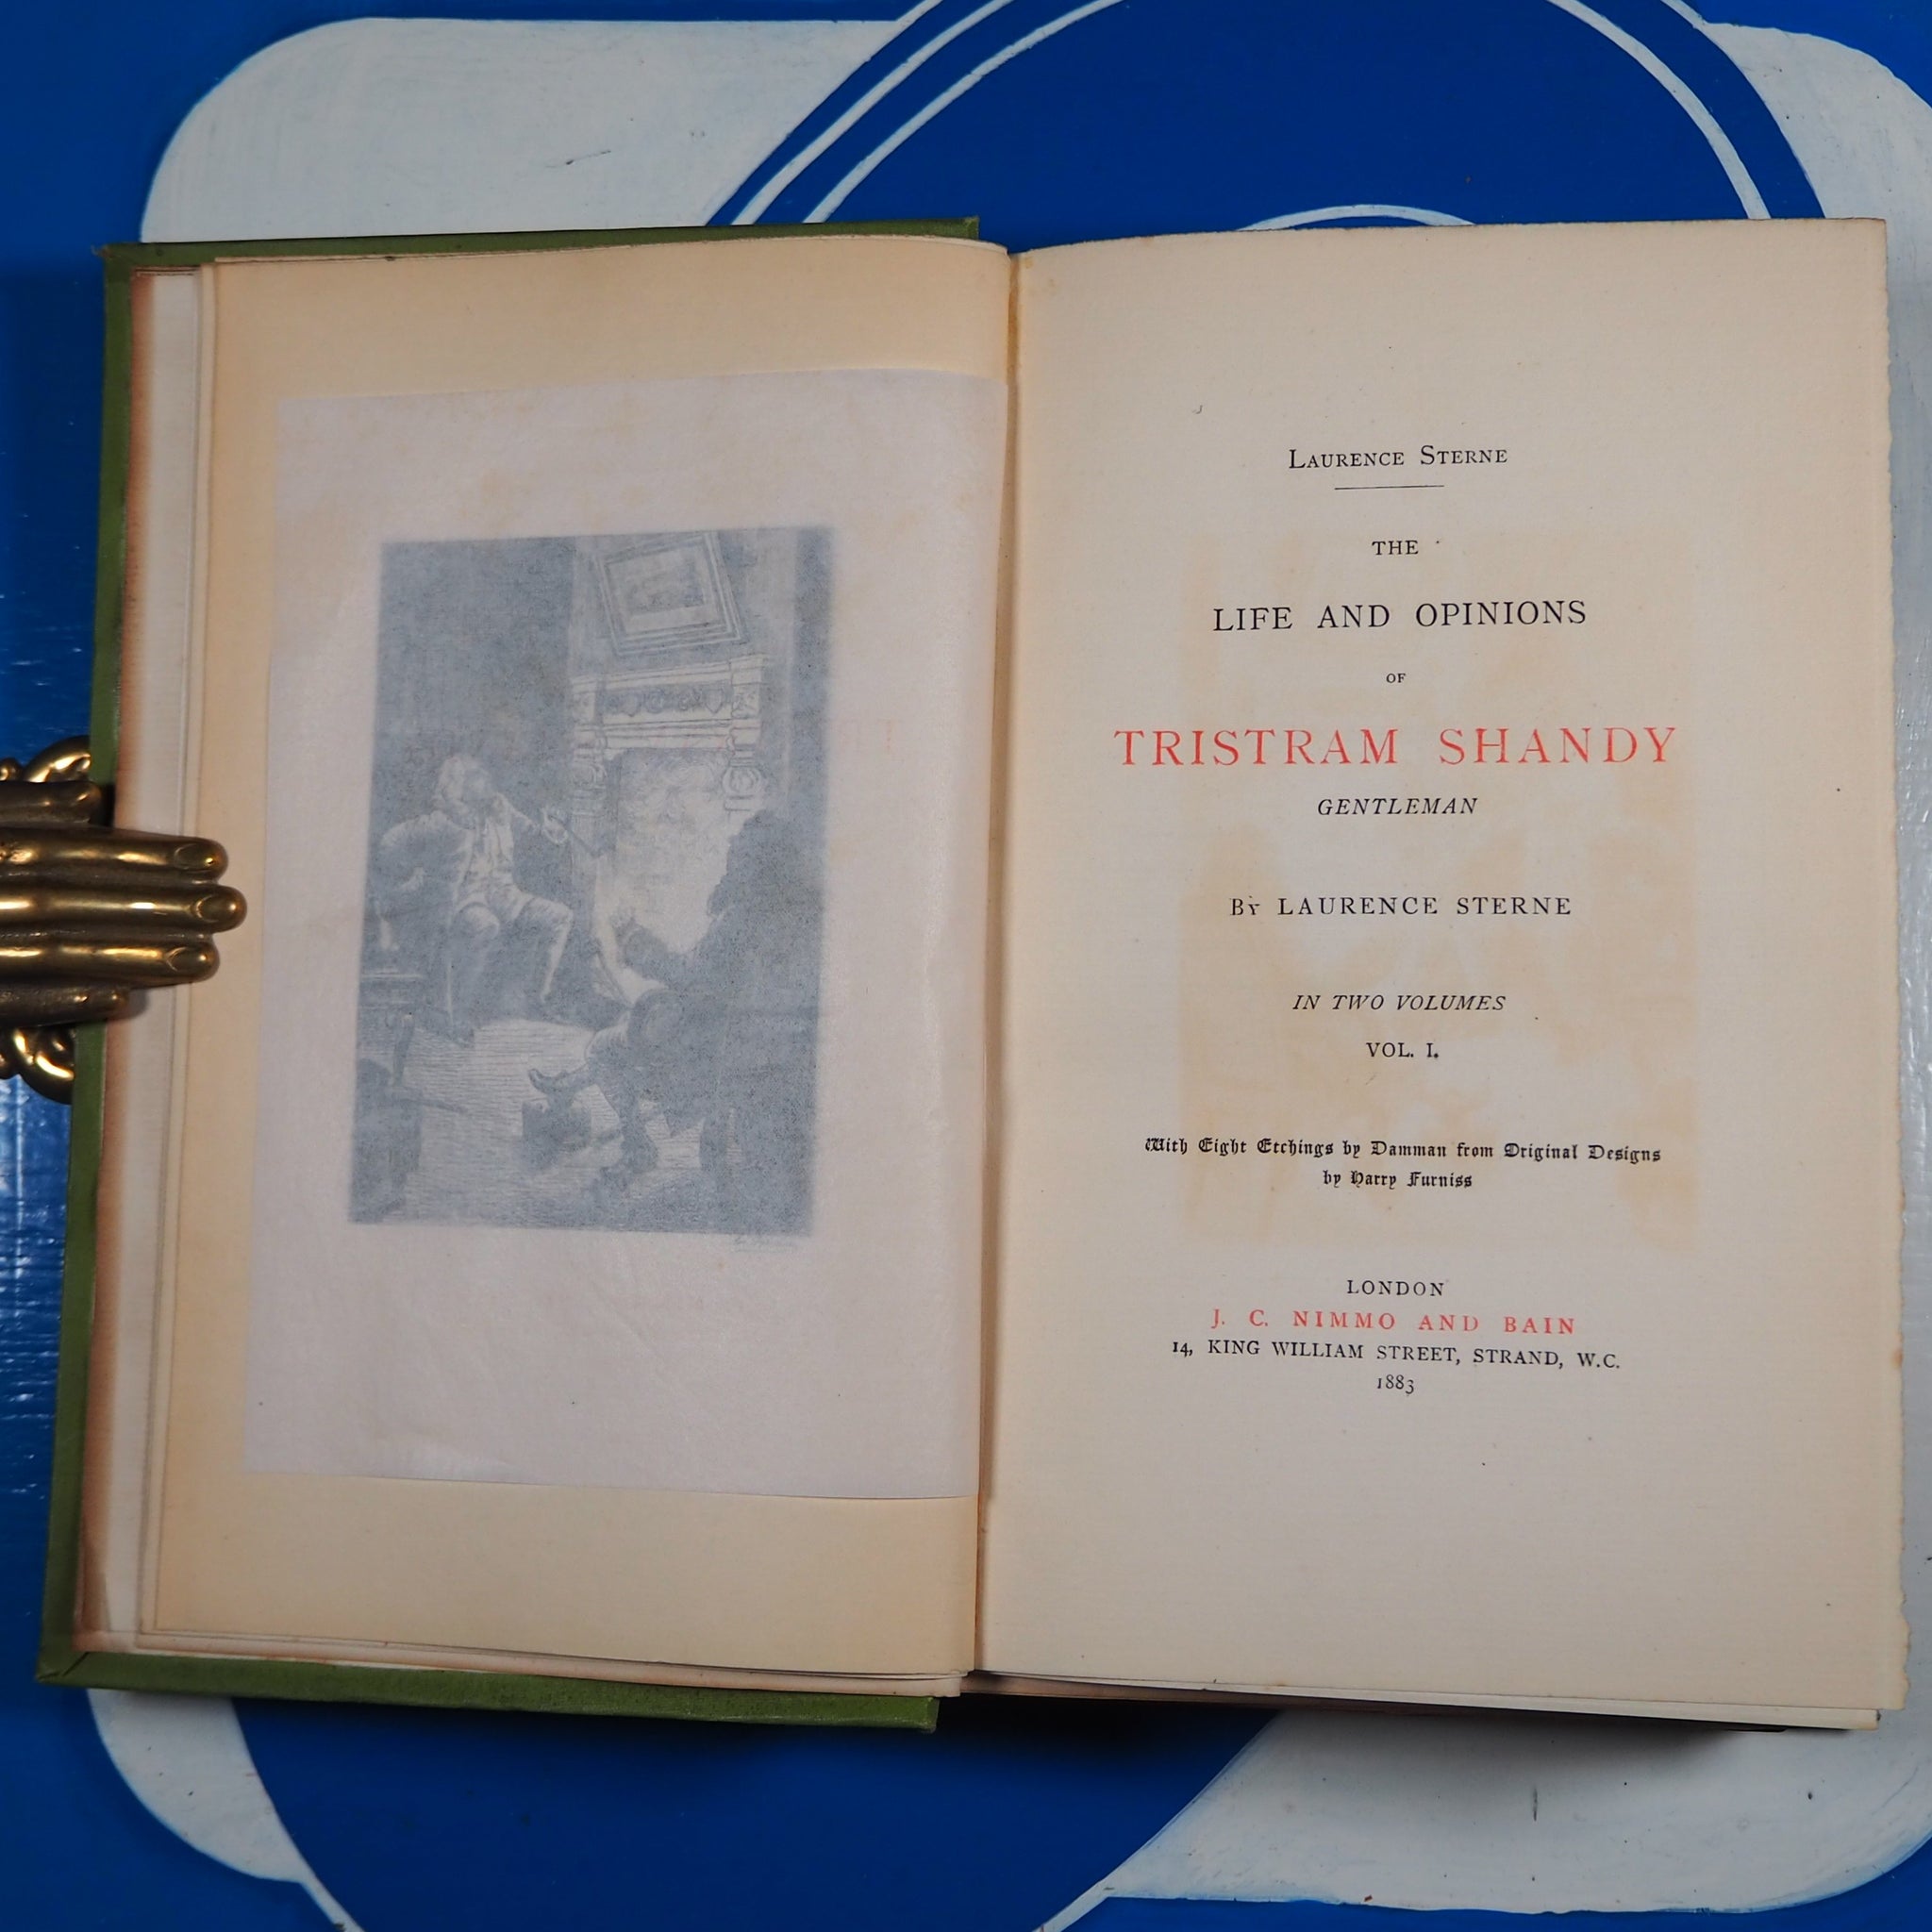 LAURENCE STERNE
THE
LIFE AND OPINIONS
OF
TRISTRAM SHANDY
GENTLEMAN
BY LAURENCE STERNE
IN TWO VOLUMES
VOL. I.
With Eight Etchings by Damman from Original Designs
by Harry Furniss
LONDON
J. C. NIMMO AND BAIN
14, KING WILLIAM STREET, STRAND, W.C.
1883